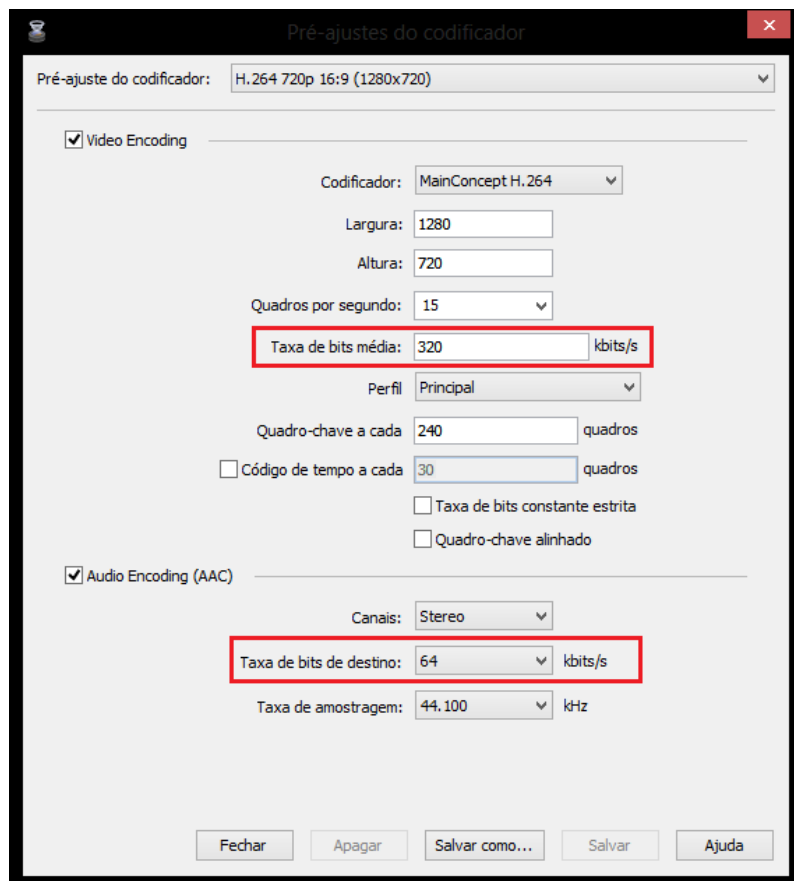 Pré-ajustes do codificador
Pré-ajuste do codificador: H.264 720p 16:9 (1280x720)
Video Encoding
Codificador: MainConcept H.264
Largura: 1280
Altura: 720
Quadros por segundo: 15
Taxa de bits média: 320 kbits/s
Perfil Principal
Quadro-chave a cada 240 quadros
Código de tempo a cada 30 quadros
Taxa de bits constante estrita
Quadro-chave alinhado
Audio Encoding (AAC)
Canais: Stereo
Taxa de bits de destino: 64 kbits/s
Taxa de amostragem: 44.100 kHz
Fechar Apagar Salvar como... Salvar Ajuda